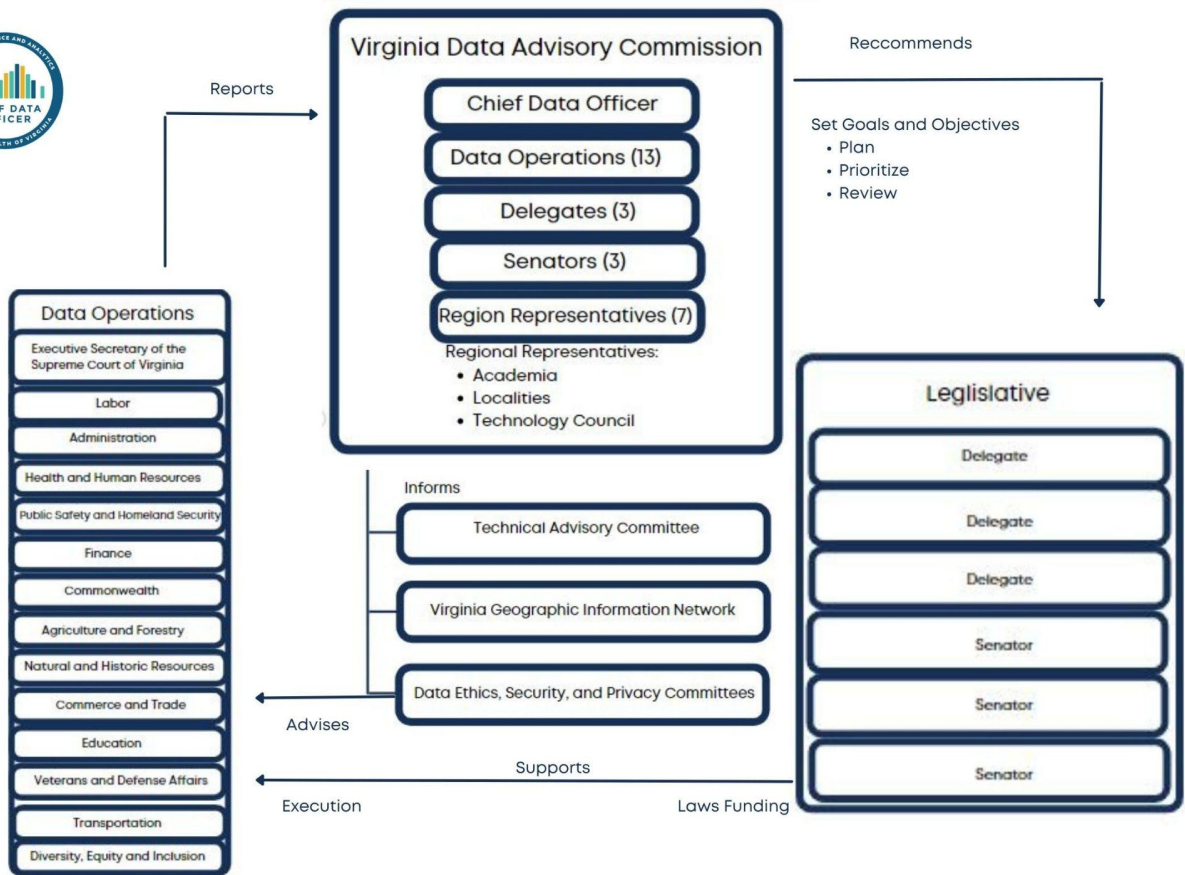 Virginia Data Advisory Commission
Chief Data Officer
Data Operations (13)
Delegates (3)
Senators (3)
Region Representatives (7)
Regional Representatives:
• Academia
• Localities
• Technology Council
Reports
Reccommends
Set Goals and Objectives
• Plan
• Prioritize
• Review
Data Operations
Executive Secretary of the
Supreme Court of Virginia
Labor
Administration
Health and Human Resources
Public Safety and Homeland Security
Finance
Commonwealth
Agriculture and Forestry
Natural and Historic Resources
Commerce and Trade
Education
Veterans and Defense Affairs
Transportation
Diversity, Equity and Inclusion
Informs
Technical Advisory Committee
Virginia Geographic Information Network
Data Ethics, Security, and Privacy Committees
Advises
Supports
Execution
Laws Funding
Leglislative
Delegate
Delegate
Delegate
Senator
Senator
Senator
AND ANALYTICS
DATA
OF VIRGINIA